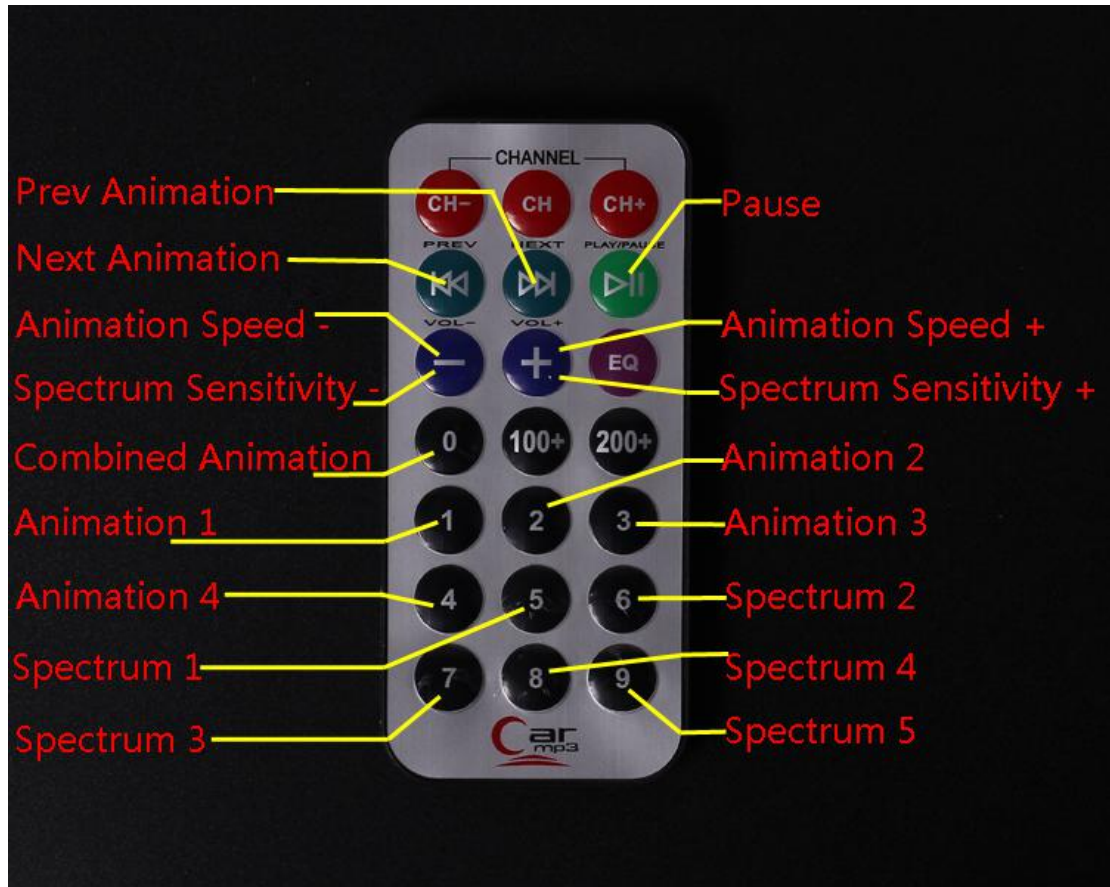 CHANNEL
CH- CH CH+
Prev Animation
Pause
PREV NEXT PLAY/PAUSE
Next Animation
VOL- VOL+
Animation Speed -
Animation Speed +
EQ
Spectrum Sensitivity -
Spectrum Sensitivity +
0 100+ 200+
Combined Animation
Animation 2
1 2 3
Animation 1
Animation 3
4 5 6
Animation 4
Spectrum 2
Spectrum 1
Spectrum 4
7 8 9
Spectrum 3
Spectrum 5
Car
mp3